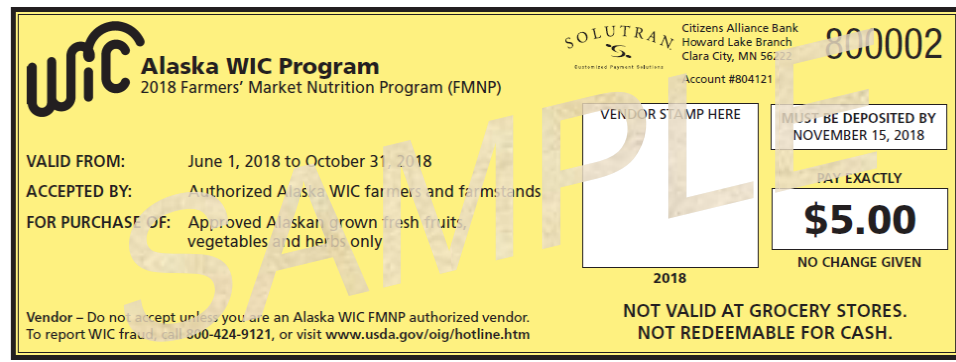 WIC
Alaska WIC Program
2018 Farmers’ Market Nutrition Program (FMNP)
SOLUTRAN
Customized Payment Solutions
Citizens Alliance Bank
Howard Lake Branch
Clara City, MN 56222
Account #804121
800002
VENDOR STAMP HERE
2018
MUST BE DEPOSITED BY
NOVEMBER 15, 2018
PAY EXACTLY
$5.00
NO CHANGE GIVEN
VALID FROM: June 1, 2018 to October 31, 2018
ACCEPTED BY: Authorized Alaska WIC farmers and farmstands
FOR PURCHASE OF: Approved Alaskan grown fresh fruits,
vegetables and herbs only
SAMPLE
Vendor – Do not accept unless you are an Alaska WIC FMNP authorized vendor.
To report WIC fraud, call 800-424-9121, or visit www.usda.gov/oig/hotline.htm
NOT VALID AT GROCERY STORES.
NOT REDEEMABLE FOR CASH.